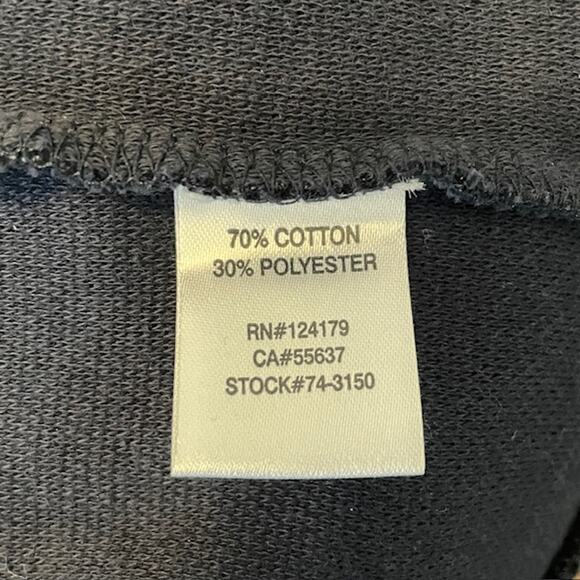 70% COTTON
30% POLYESTER
RN#124179
CA#55637
STOCK#74-3150